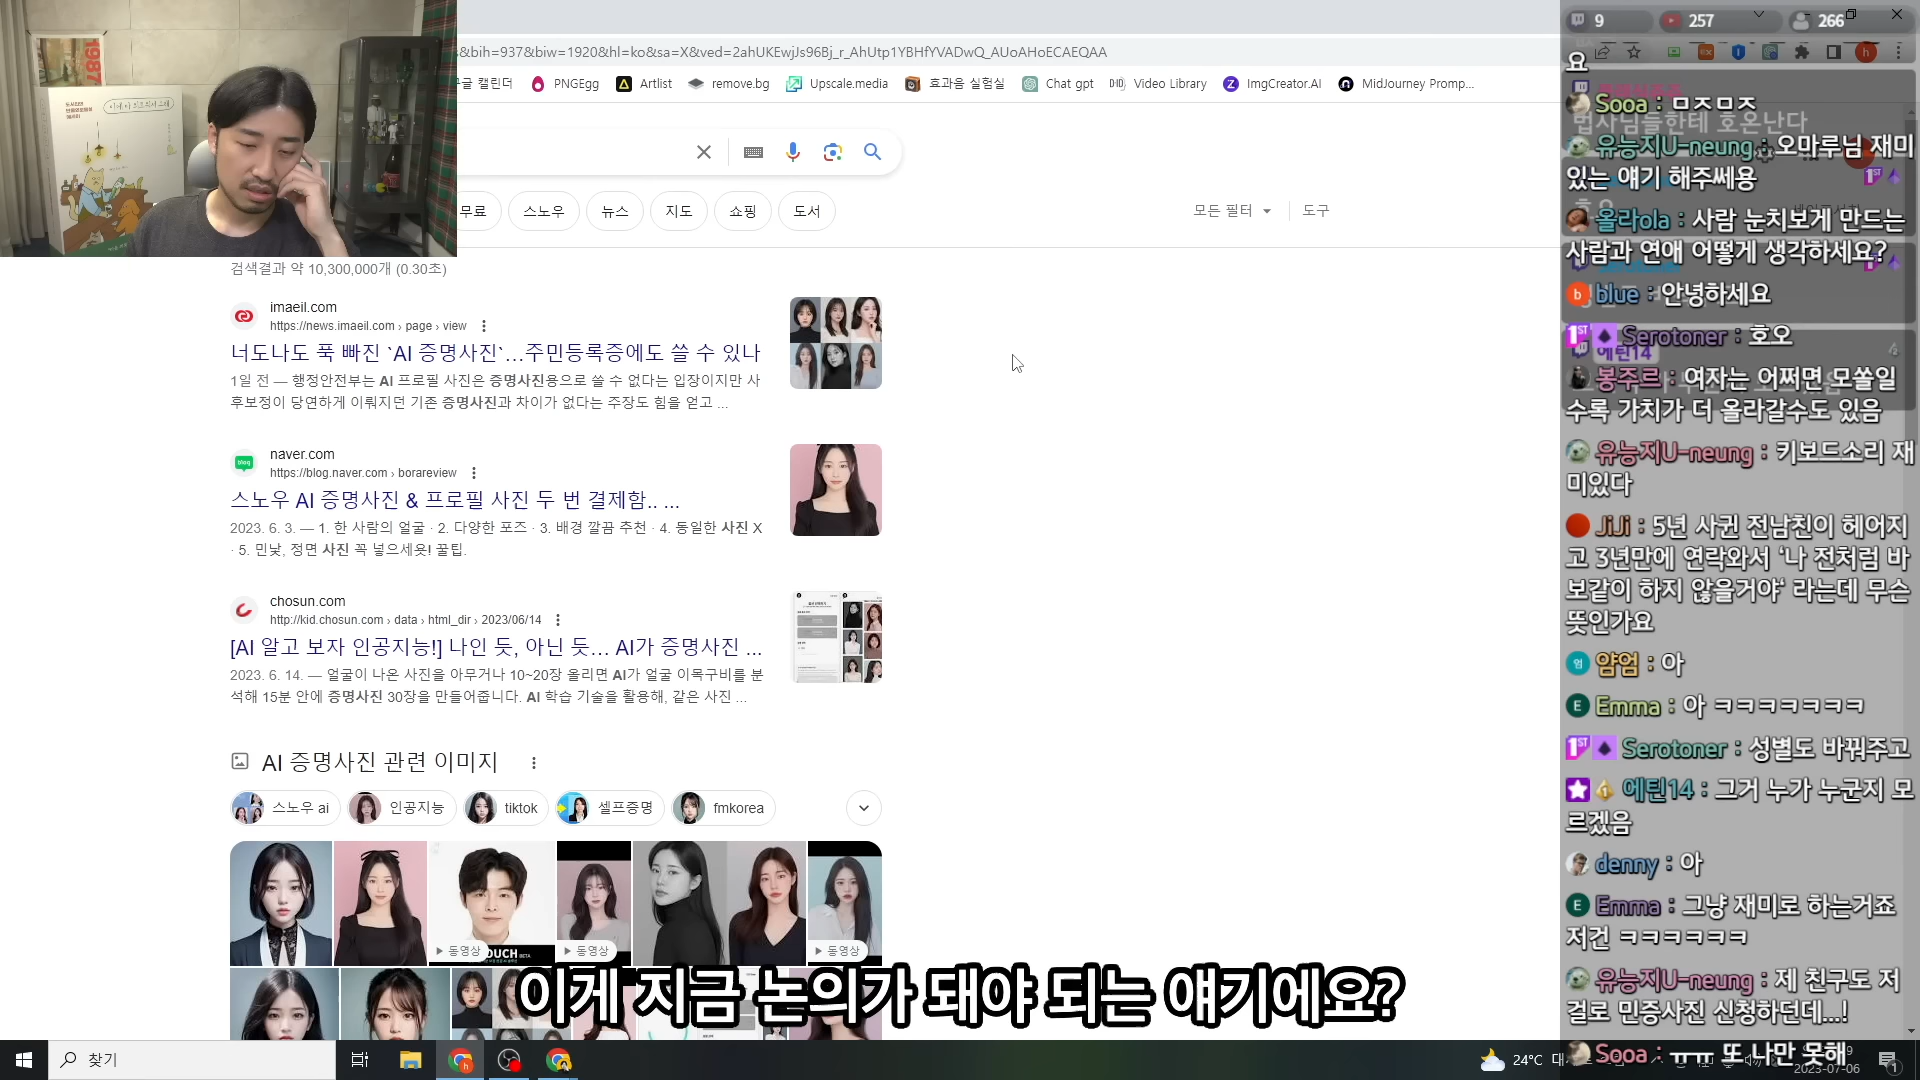 s&bih=937&biw=1920&hl=ko&sa=X&ved=2ahUKEwjJs96Bj_r_AhUtp1YBHfYVADwQ_AUoAHoECAEQAA
구글 캘린더
PNGEgg
Artlist
remove.bg
Upscale.media
효과음 실험실
Chat gpt
Video Library
ImgCreator.AI
MidJourney Promp...
1987
무료
스노우
뉴스
지도
쇼핑
도서
모든 필터
도구
검색결과 약 10,300,000개 (0.30초)
imaeil.com
https://news.imaeil.com › page › view
너도나도 푹 빠진 `AI 증명사진`…주민등록증에도 쓸 수 있나
1일 전 — 행정안전부는 AI 프로필 사진은 증명사진용으로 쓸 수 없다는 입장이지만 사
후보정이 당연하게 이뤄지던 기존 증명사진과 차이가 없다는 주장도 힘을 얻고 ...
naver.com
https://blog.naver.com › borareview
스노우 AI 증명사진 & 프로필 사진 두 번 결제함.. ...
2023. 6. 3. — 1. 한 사람의 얼굴 · 2. 다양한 포즈 · 3. 배경 깔끔 추천 · 4. 동일한 사진 X
· 5. 민낯, 정면 사진 꼭 넣으세욧! 꿀팁.
chosun.com
http://kid.chosun.com › data › html_dir › 2023/06/14
[AI 알고 보자 인공지능!] 나인 듯, 아닌 듯… AI가 증명사진 ...
2023. 6. 14. — 얼굴이 나온 사진을 아무거나 10~20장 올리면 AI가 얼굴 이목구비를 분
석해 15분 안에 증명사진 30장을 만들어줍니다. AI 학습 기술을 활용해, 같은 사진 ...
AI 증명사진 관련 이미지
스노우 ai
인공지능
tiktok
셀프증명
fmkorea
동영상
동영상
동영상
이게 지금 논의가 돼야 되는 얘기에요?
9
257
266
요
Sooa : ㅁㅈㅁㅈ
유능지U-neung : 오마루님 재미
있는 얘기 해주쎄용
올라ola : 사람 눈치보게 만드는
사람과 연애 어떻게 생각하세요?
blue : 안녕하세요
Serotoner : 호오
에틴14
봉주르 : 여자는 어쩌면 모쏠일
수록 가치가 더 올라갈수도 있음
유능지U-neung : 키보드소리 재
미있다
JiJi : 5년 사귄 전남친이 헤어지
고 3년만에 연락와서 ‘나 전처럼 바
보같이 하지 않을거야‘ 라는데 무슨
뜻인가요
얌엄 : 아
Emma : 아 ㅋㅋㅋㅋㅋㅋㅋ
Serotoner : 성별도 바꿔주고
에틴14 : 그거 누가 누군지 모
르겠음
denny : 아
Emma : 그냥 재미로 하는거죠
저건 ㅋㅋㅋㅋㅋㅋ
유능지U-neung : 제 친구도 저
걸로 민증사진 신청하던데...!
Sooa : ㅠㅠ 또 나만 못해
찾기
24°C
2023-07-06